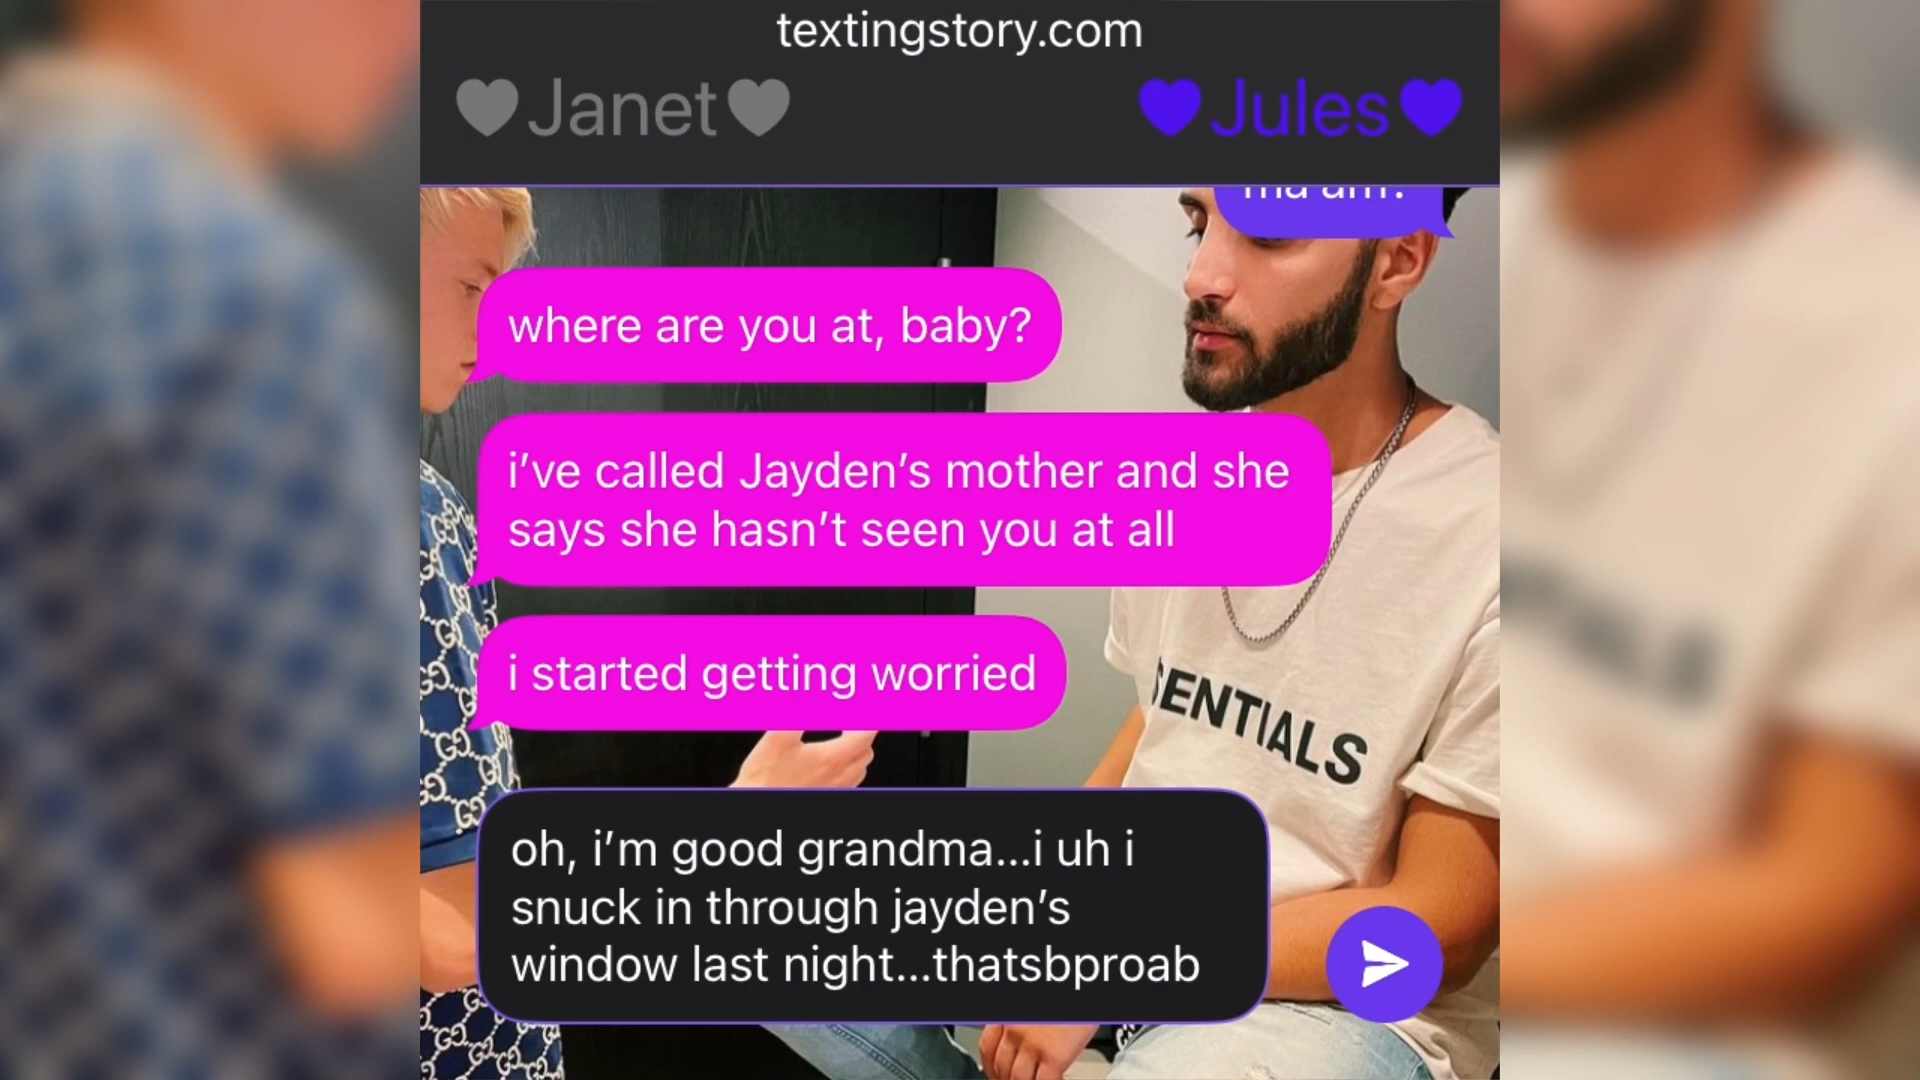 textingstory.com
🩶Janet🩶
💜Jules💜
where are you at, baby?
i’ve called Jayden’s mother and she
says she hasn’t seen you at all
i started getting worried
SENTIALS
oh, i’m good grandma...i uh i
snuck in through jayden’s
window last night...thatsbproab